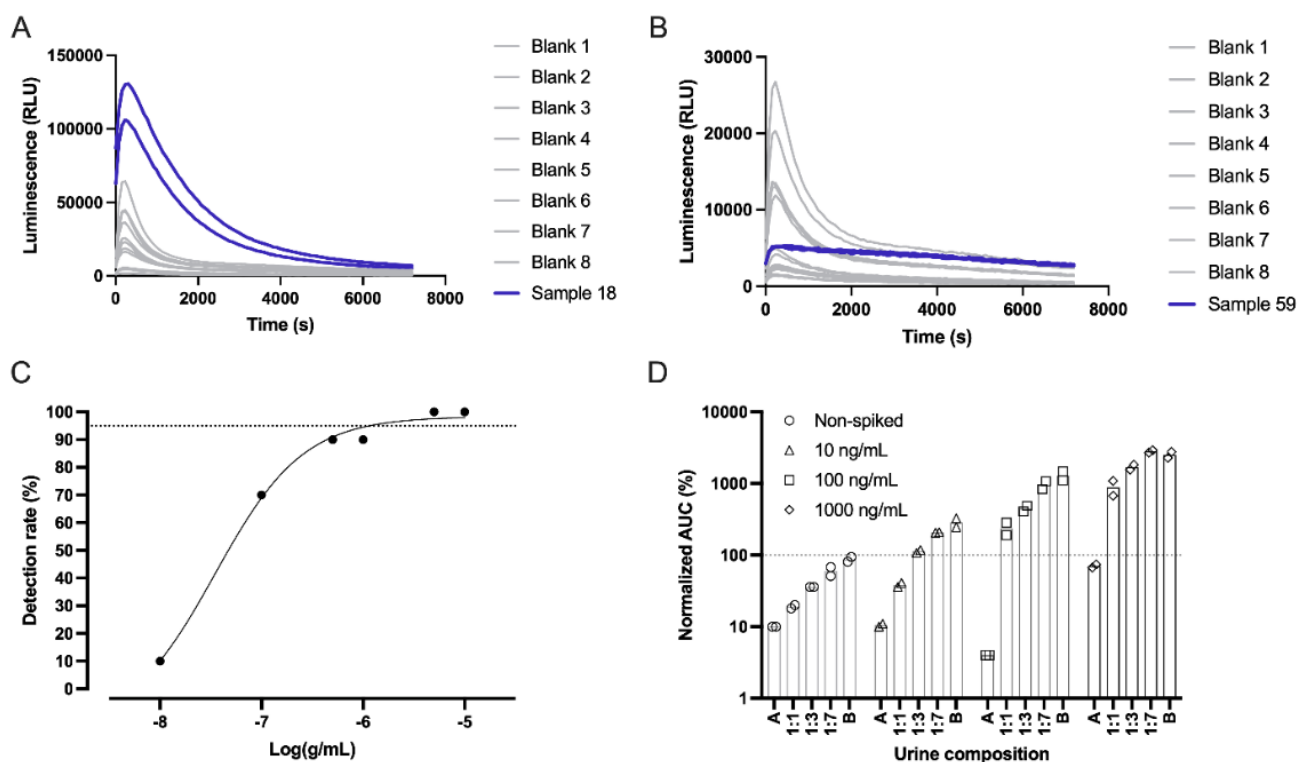 A
Luminescence (RLU)
150000
100000
50000
0
0 2000 4000 6000 8000
Time (s)
Blank 1
Blank 2
Blank 3
Blank 4
Blank 5
Blank 6
Blank 7
Blank 8
Sample 18
B
Luminescence (RLU)
30000
20000
10000
0
0 2000 4000 6000 8000
Time (s)
Blank 1
Blank 2
Blank 3
Blank 4
Blank 5
Blank 6
Blank 7
Blank 8
Sample 59
C
Detection rate (%)
100
90
80
70
60
50
40
30
20
10
0
-8 -7 -6 -5
Log(g/mL)
D
Normalized AUC (%)
10000
1000
100
10
1
Non-spiked
10 ng/mL
100 ng/mL
1000 ng/mL
A 1:1 1:3 1:7 B A 1:1 1:3 1:7 B A 1:1 1:3 1:7 B A 1:1 1:3 1:7 B
Urine composition